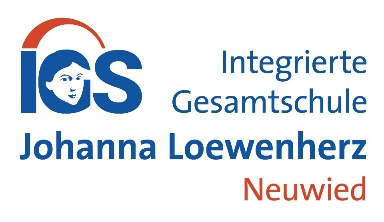 IGS
Integrierte
Gesamtschule
Johanna Loewenherz
Neuwied